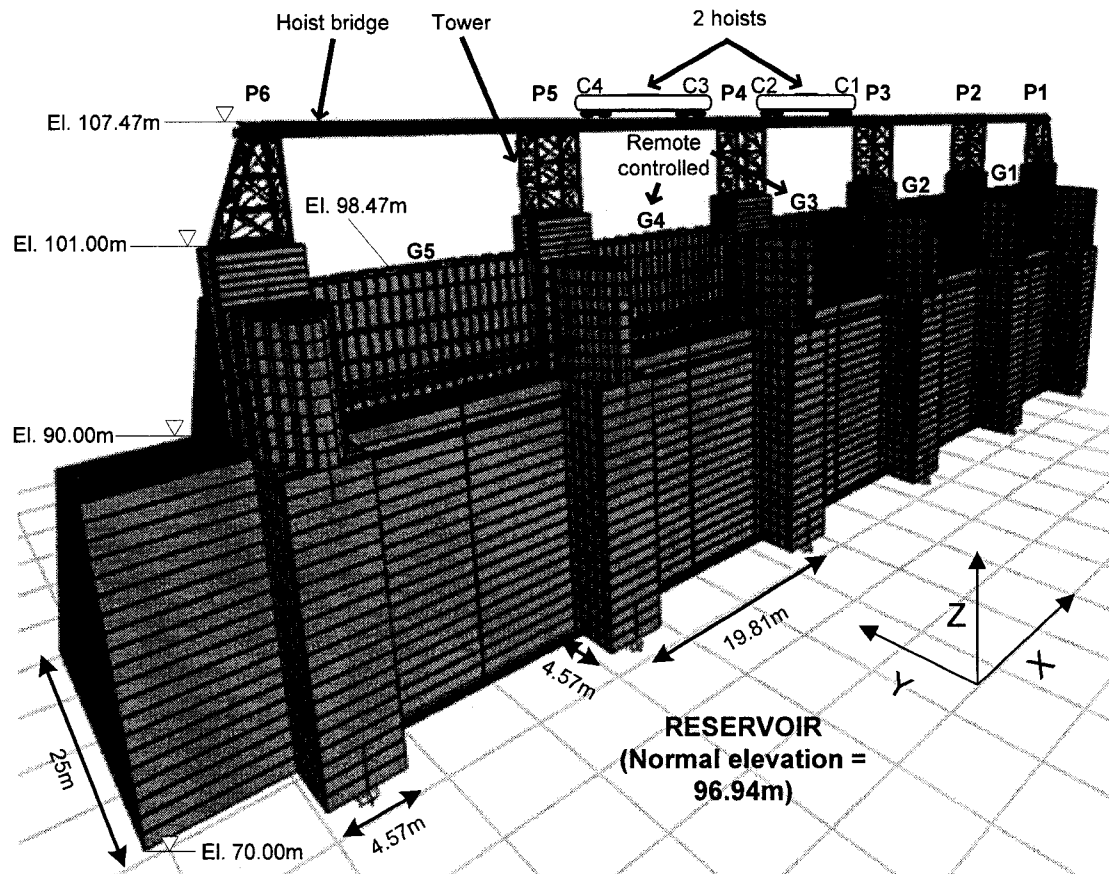 Hoist bridge
Tower
2 hoists
P6
P5
C4
C3
P4
C2
C1
P3
P2
P1
El. 107.47m
Remote
controlled
G1
G2
G3
G4
G5
El. 98.47m
El. 101.00m
El. 90.00m
19.81m
4.57m
Z
X
Y
RESERVOIR
(Normal elevation =
96.94m)
25m
4.57m
El. 70.00m